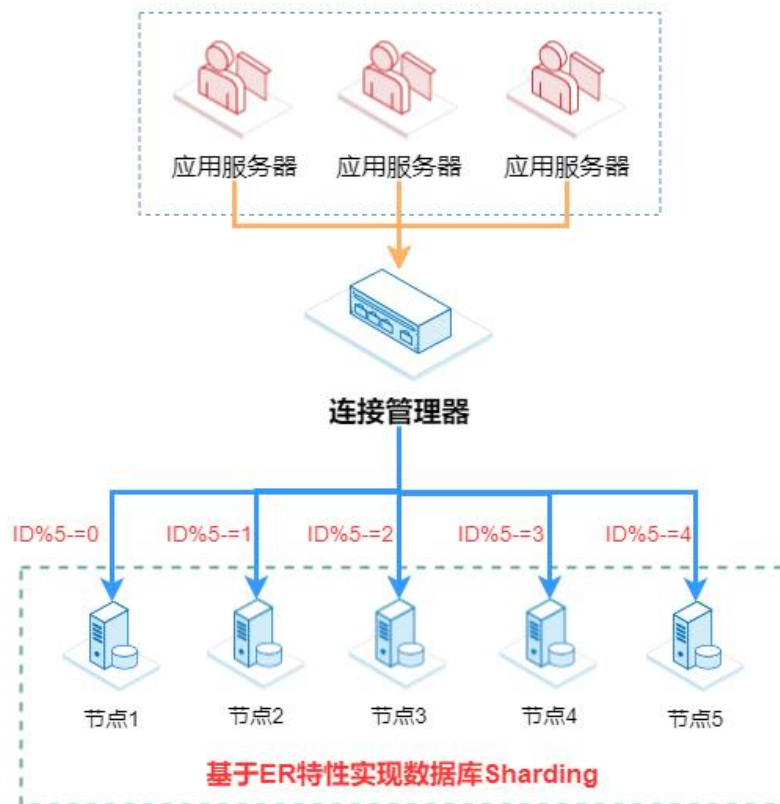 应用服务器
应用服务器
应用服务器
连接管理器
ID%5-=0
ID%5-=1
ID%5-=2
ID%5-=3
ID%5-=4
节点1
节点2
节点3
节点4
节点5
基于ER特性实现数据库Sharding